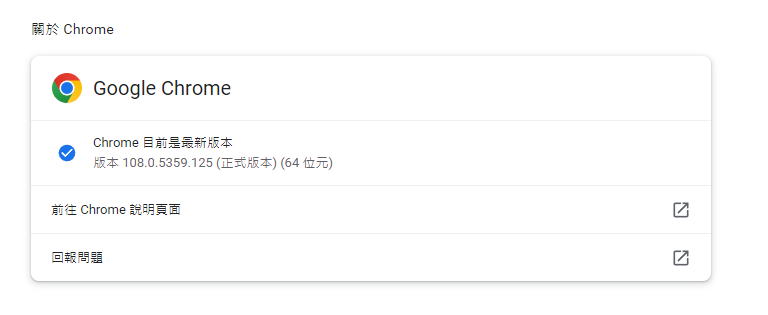 關於 Chrome
Google Chrome
Chrome 目前是最新版本
版本 108.0.5359.125 (正式版本) (64 位元)
前往 Chrome 說明頁面
回報問題